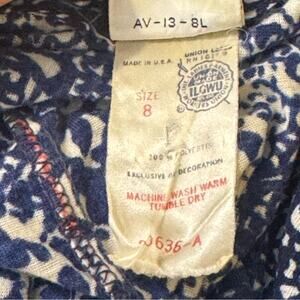 AV-13-8L
MADE IN U.S.A.
UNION LABEL
ILGWU
SIZE
8
100% POLYESTER
EXCLUSIVE OF DECORATION
MACHINE WASH WARM
TUMBLE DRY
0636-A